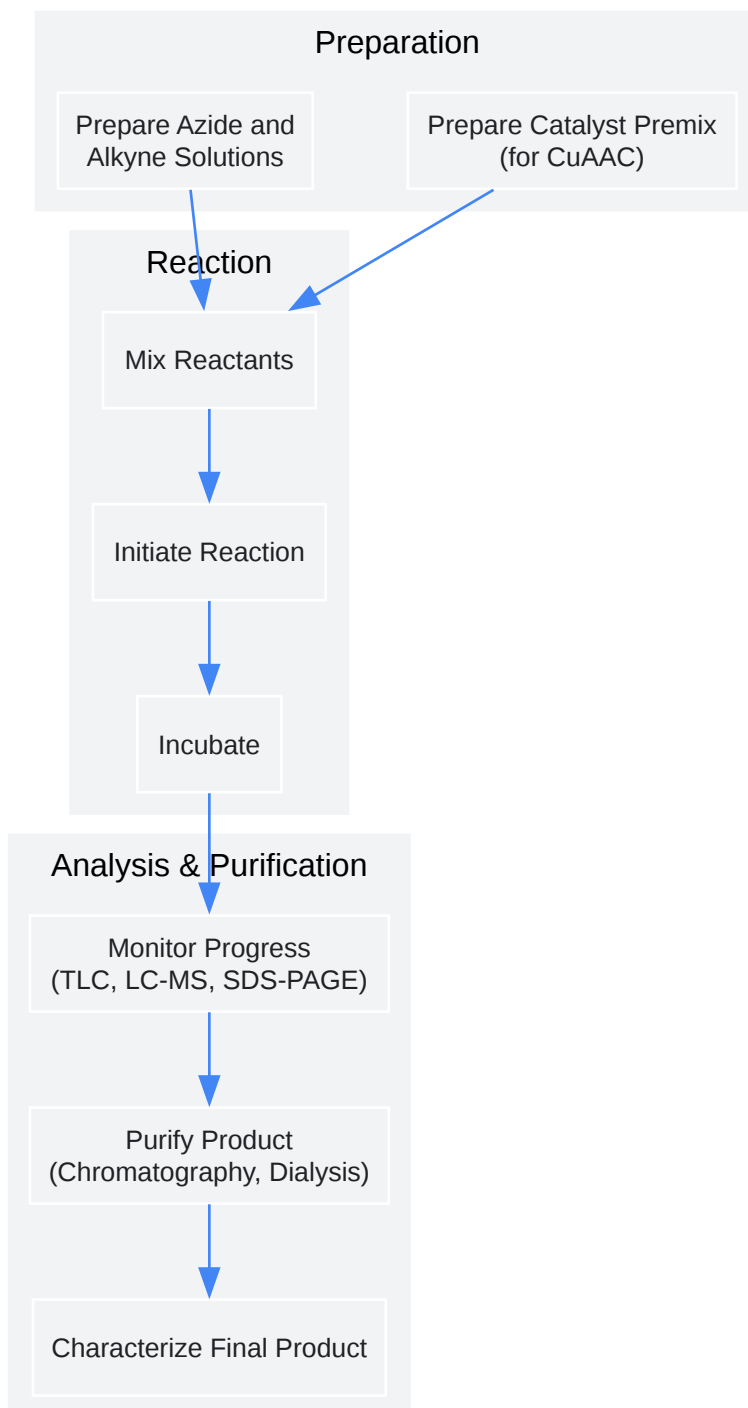 Preparation
Prepare Azide and
Alkyne Solutions
Prepare Catalyst Premix
(for CuAAC)
Reaction
Mix Reactants
Initiate Reaction
Incubate
Analysis & Purification
Monitor Progress
(TLC, LC-MS, SDS-PAGE)
Purify Product
(Chromatography, Dialysis)
Characterize Final Product